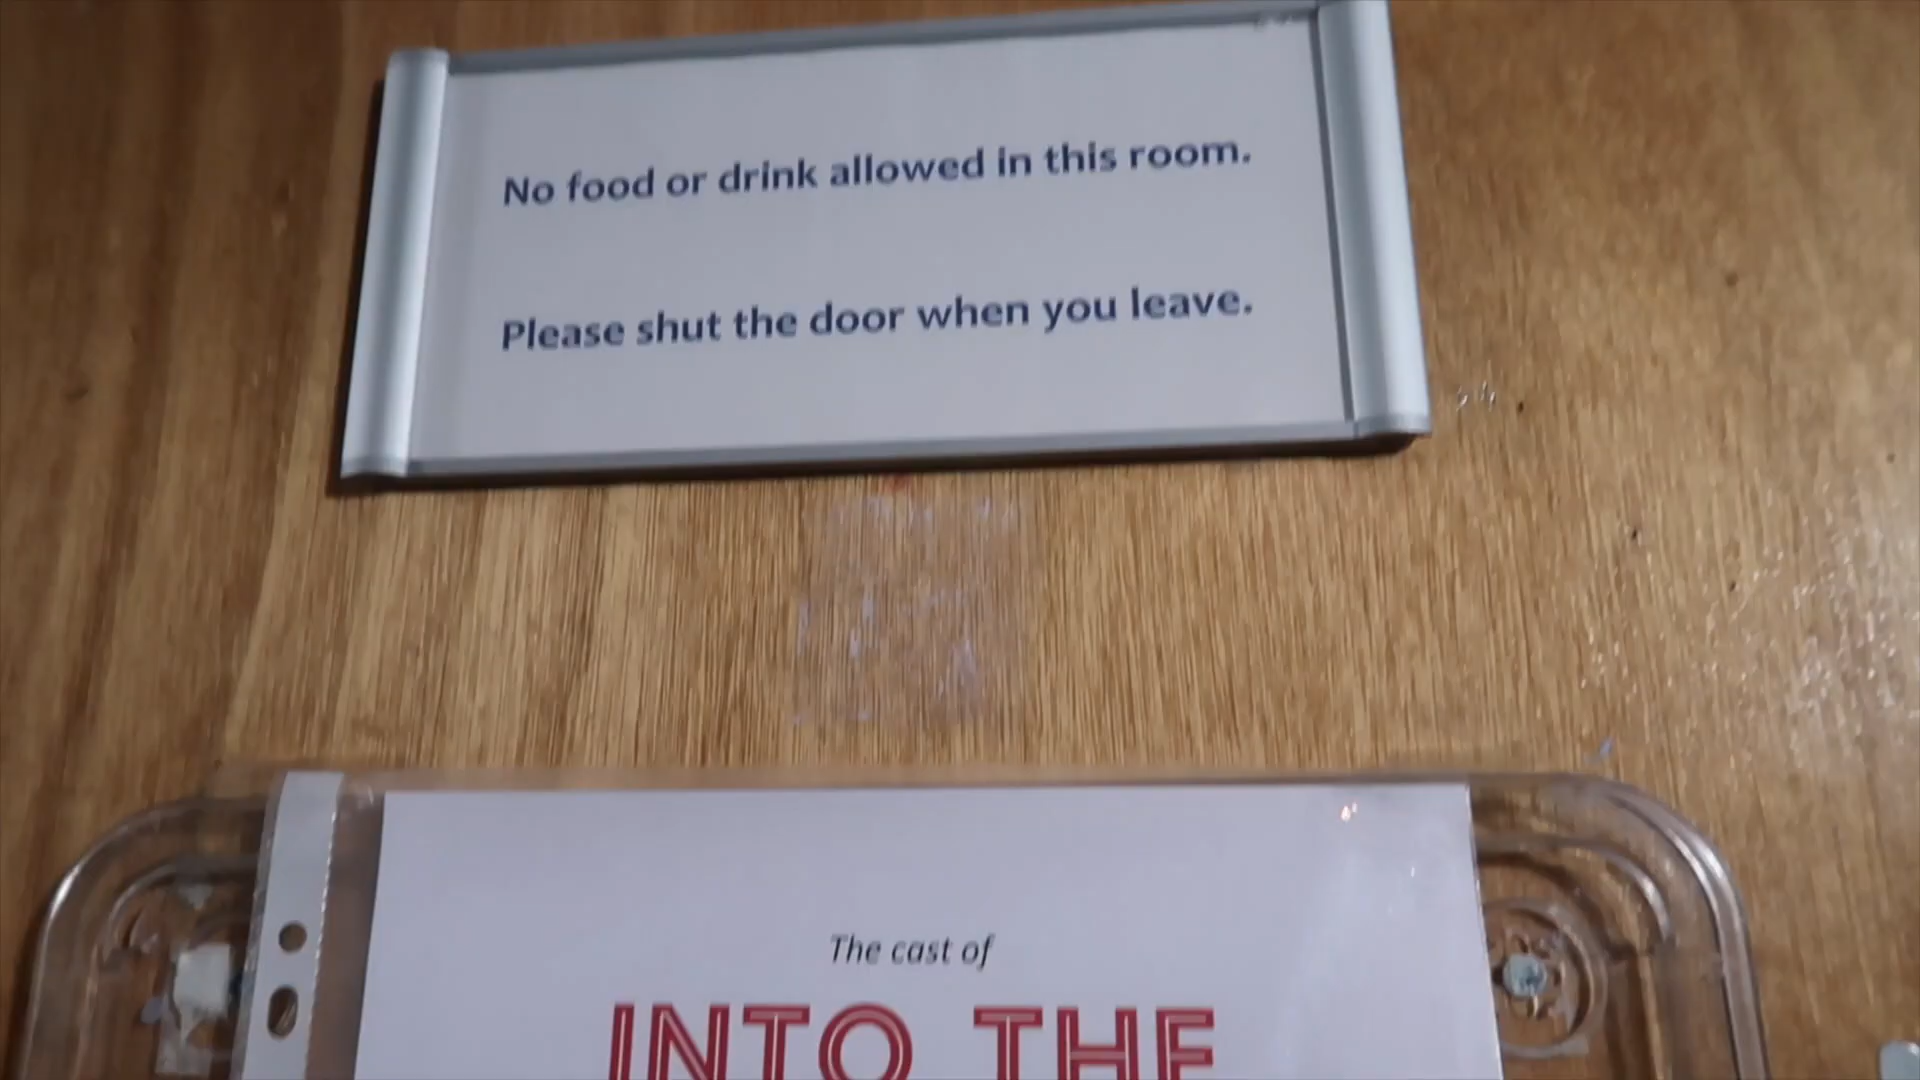 No food or drink allowed in this room.
Please shut the door when you leave.
The cast of
INTO THE